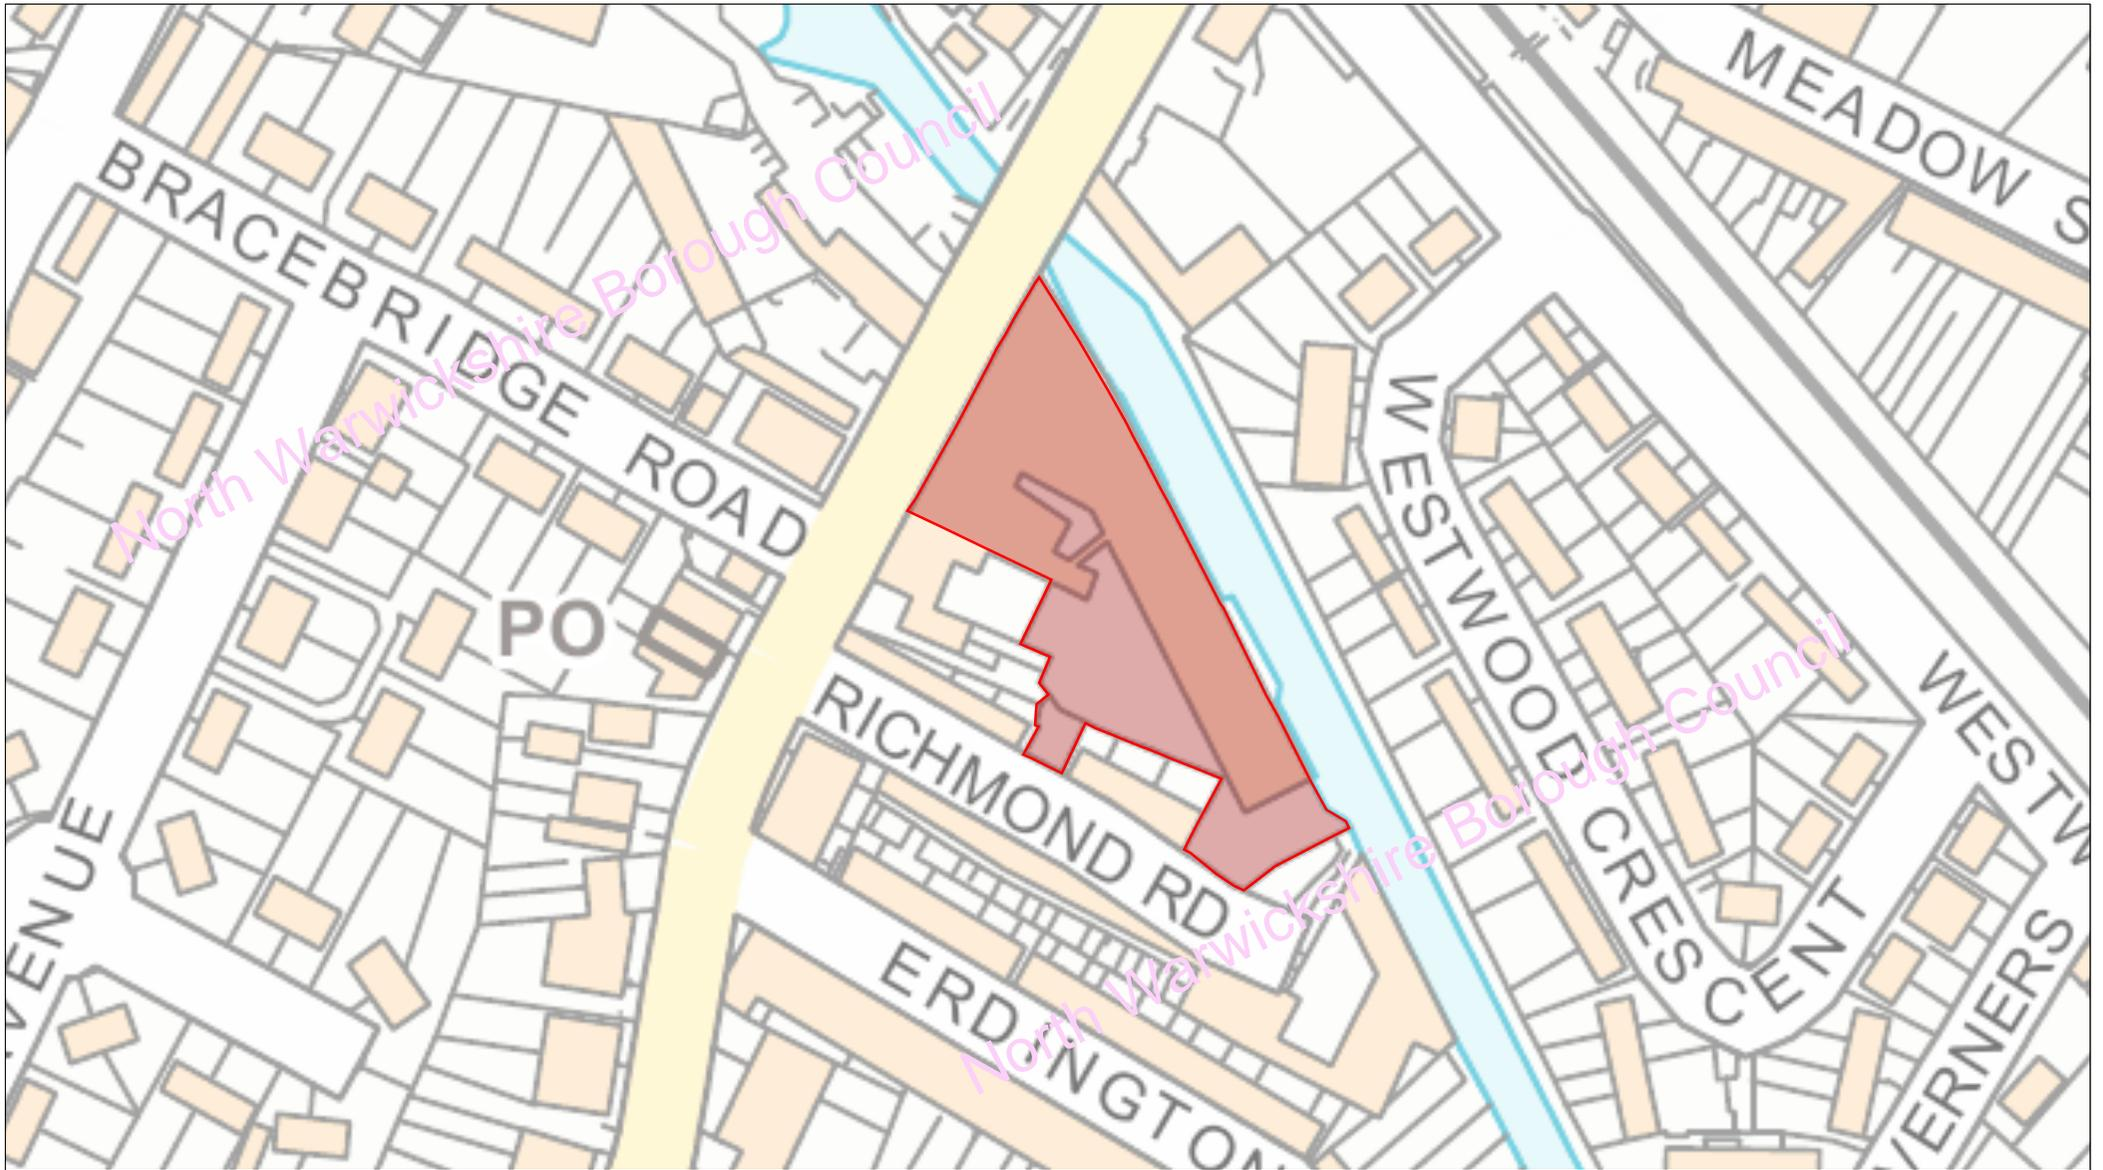 MEADOW S
BRACEBRIDGE ROAD
North Warwickshire Borough Council
WESTWOOD CRESCENT
PO
RICHMOND RD
WESTW
North Warwickshire Borough Council
VENUE
ERDINGTON
VERNERS